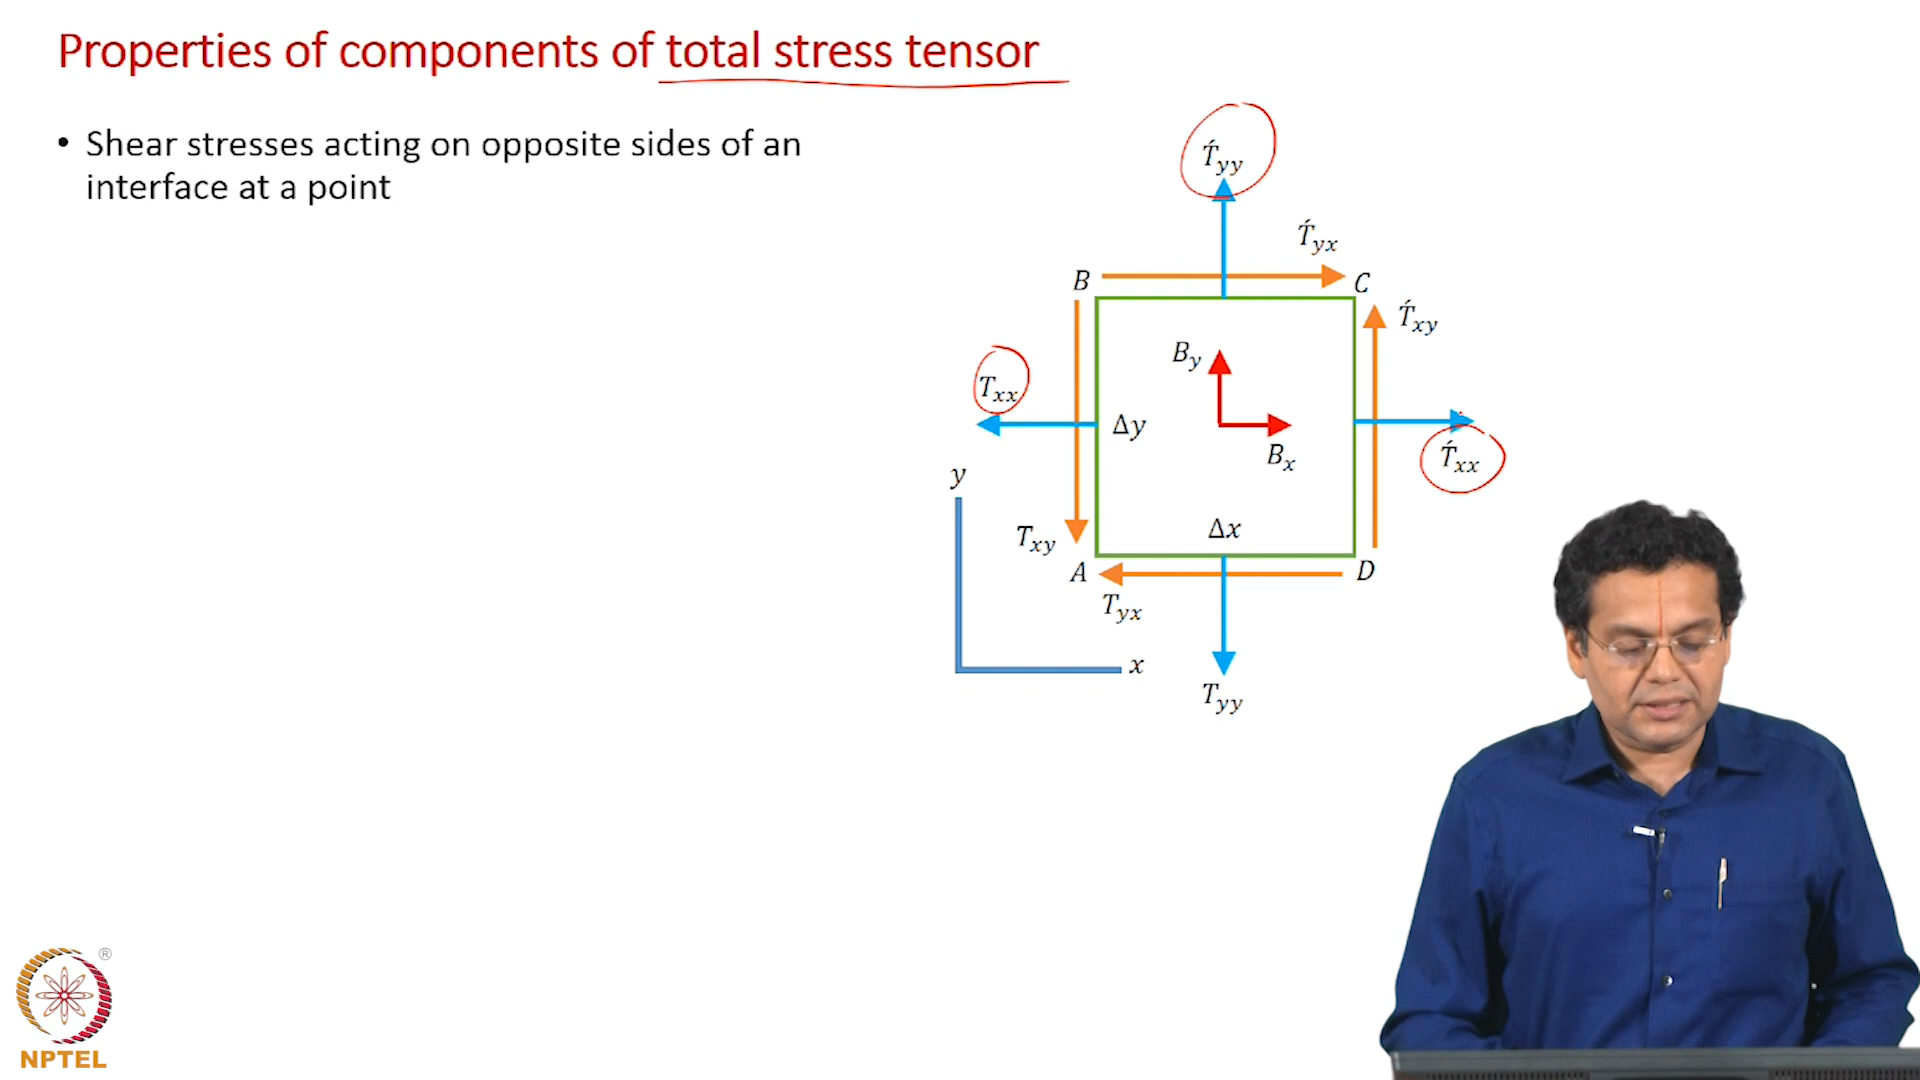 Properties of components of total stress tensor
• Shear stresses acting on opposite sides of an
interface at a point
T́yy
T́yx
B
C
T́xy
By
Txx
Δy
Bx
T́xx
y
Txy
Δx
A
D
Tyx
x
Tyy
®
NPTEL